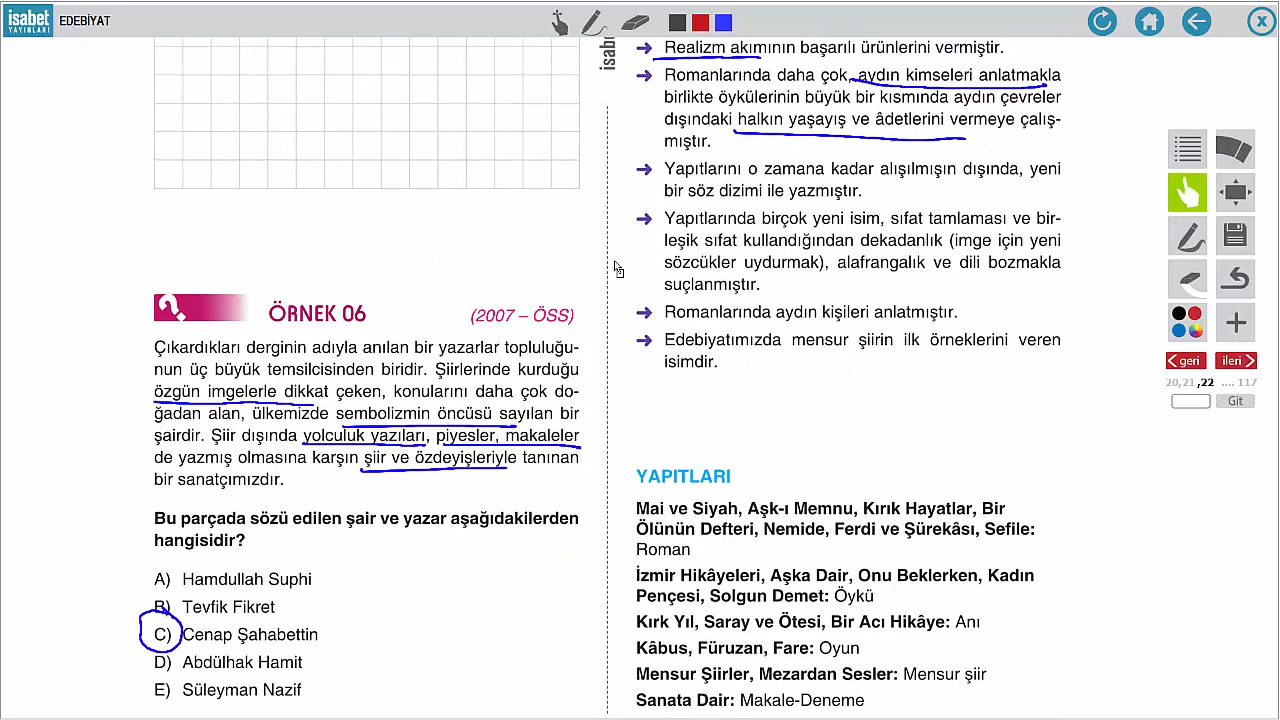 isabet
YAYINLARI
EDEBİYAT
isabe
ÖRNEK 06
(2007 – ÖSS)
Çıkardıkları derginin adıyla anılan bir yazarlar topluluğu-
nun üç büyük temsilcisinden biridir. Şiirlerinde kurduğu
özgün imgelerle dikkat çeken, konularını daha çok do-
ğadan alan, ülkemizde sembolizmin öncüsü sayılan bir
şairdir. Şiir dışında yolculuk yazıları, piyesler, makaleler
de yazmış olmasına karşın şiir ve özdeyişleriyle tanınan
bir sanatçımızdır.
Bu parçada sözü edilen şair ve yazar aşağıdakilerden
hangisidir?
A) Hamdullah Suphi
B) Tevfik Fikret
C) Cenap Şahabettin
D) Abdülhak Hamit
E) Süleyman Nazif
Realizm akımının başarılı ürünlerini vermiştir.
Romanlarında daha çok, aydın kimseleri anlatmakla
birlikte öykülerinin büyük bir kısmında aydın çevreler
dışındaki halkın yaşayış ve âdetlerini vermeye çalış-
mıştır.
Yapıtlarını o zamana kadar alışılmışın dışında, yeni
bir söz dizimi ile yazmıştır.
Yapıtlarında birçok yeni isim, sıfat tamlaması ve bir-
leşik sıfat kullandığından dekadanlık (imge için yeni
sözcükler uydurmak), alafrangalık ve dili bozmakla
suçlanmıştır.
Romanlarında aydın kişileri anlatmıştır.
Edebiyatımızda mensur şiirin ilk örneklerini veren
isimdir.
YAPITLARI
Mai ve Siyah, Aşk-ı Memnu, Kırık Hayatlar, Bir
Ölünün Defteri, Nemide, Ferdi ve Şürekâsı, Sefile:
Roman
İzmir Hikâyeleri, Aşka Dair, Onu Beklerken, Kadın
Pençesi, Solgun Demet: Öykü
Kırk Yıl, Saray ve Ötesi, Bir Acı Hikâye: Anı
Kâbus, Füruzan, Fare: Oyun
Mensur Şiirler, Mezardan Sesler: Mensur şiir
Sanata Dair: Makale-Deneme
geri
ileri
20,21,22 .... 117
Git